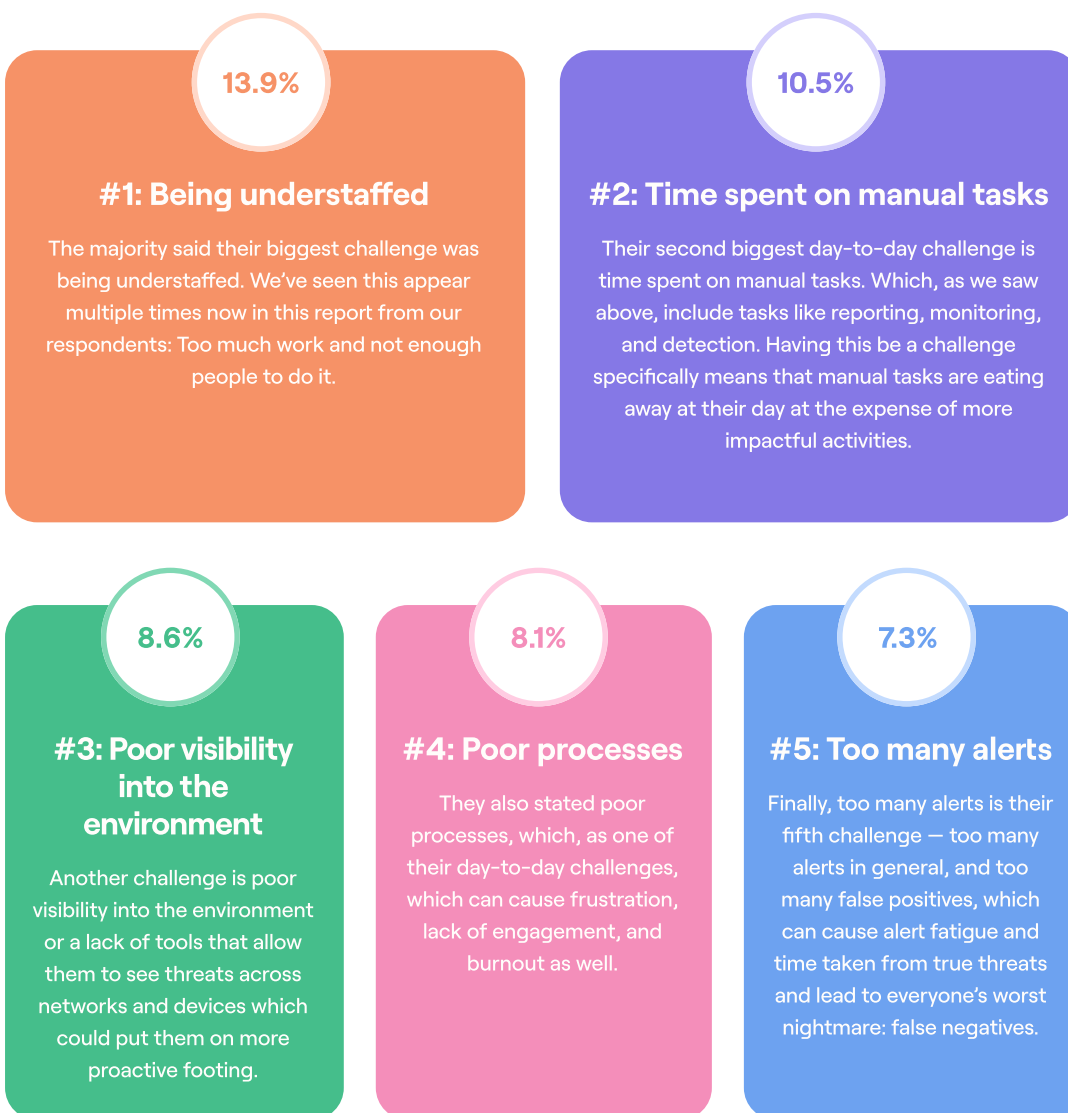 13.9%
#1: Being understaffed
The majority said their biggest challenge was
being understaffed. We’ve seen this appear
multiple times now in this report from our
respondents: Too much work and not enough
people to do it.
10.5%
#2: Time spent on manual tasks
Their second biggest day-to-day challenge is
time spent on manual tasks. Which, as we saw
above, include tasks like reporting, monitoring,
and detection. Having this be a challenge
specifically means that manual tasks are eating
away at their day at the expense of more
impactful activities.
8.6%
#3: Poor visibility
into the
environment
Another challenge is poor
visibility into the environment
or a lack of tools that allow
them to see threats across
networks and devices which
could put them on more
proactive footing.
8.1%
#4: Poor processes
They also stated poor
processes, which, as one of
their day-to-day challenges,
which can cause frustration,
lack of engagement, and
burnout as well.
7.3%
#5: Too many alerts
Finally, too many alerts is their
fifth challenge — too many
alerts in general, and too
many false positives, which
can cause alert fatigue and
time taken from true threats
and lead to everyone’s worst
nightmare: false negatives.